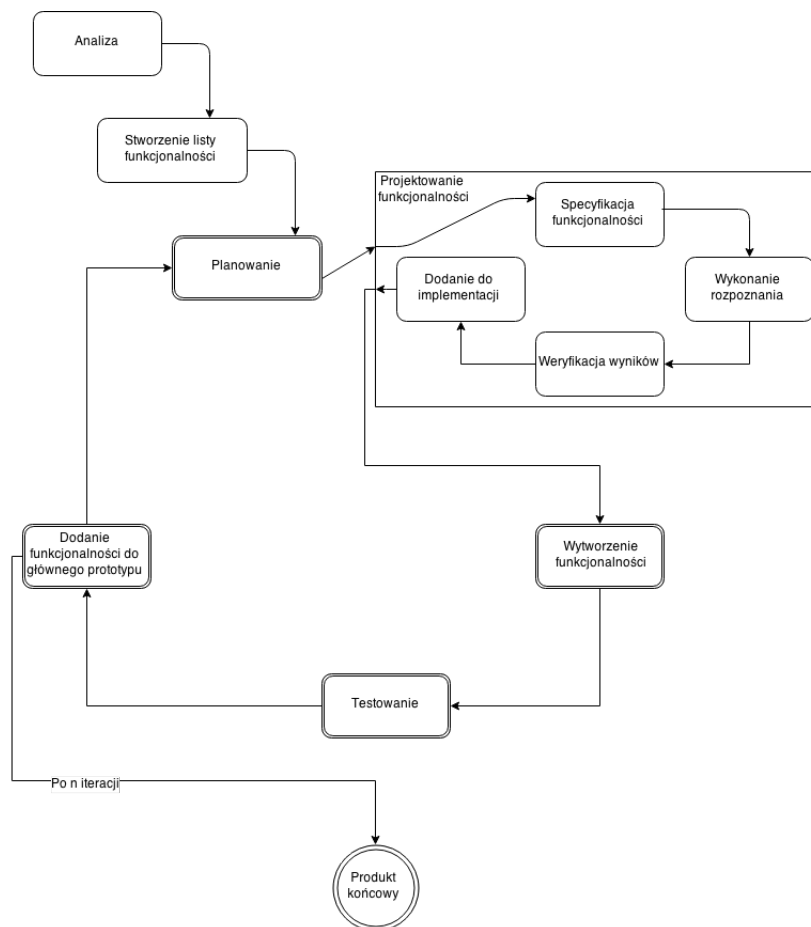 Analiza
Stworzenie listy
funkcjonalności
Projektowanie
funkcjonalności
Specyfikacja
funkcjonalności
Planowanie
Dodanie do
implementacji
Wykonanie
rozpoznania
Weryfikacja wyników
Dodanie
funkcjonalności do
głównego prototypu
Wytworzenie
funkcjonalności
Testowanie
Po n iteracji
Produkt
końcowy